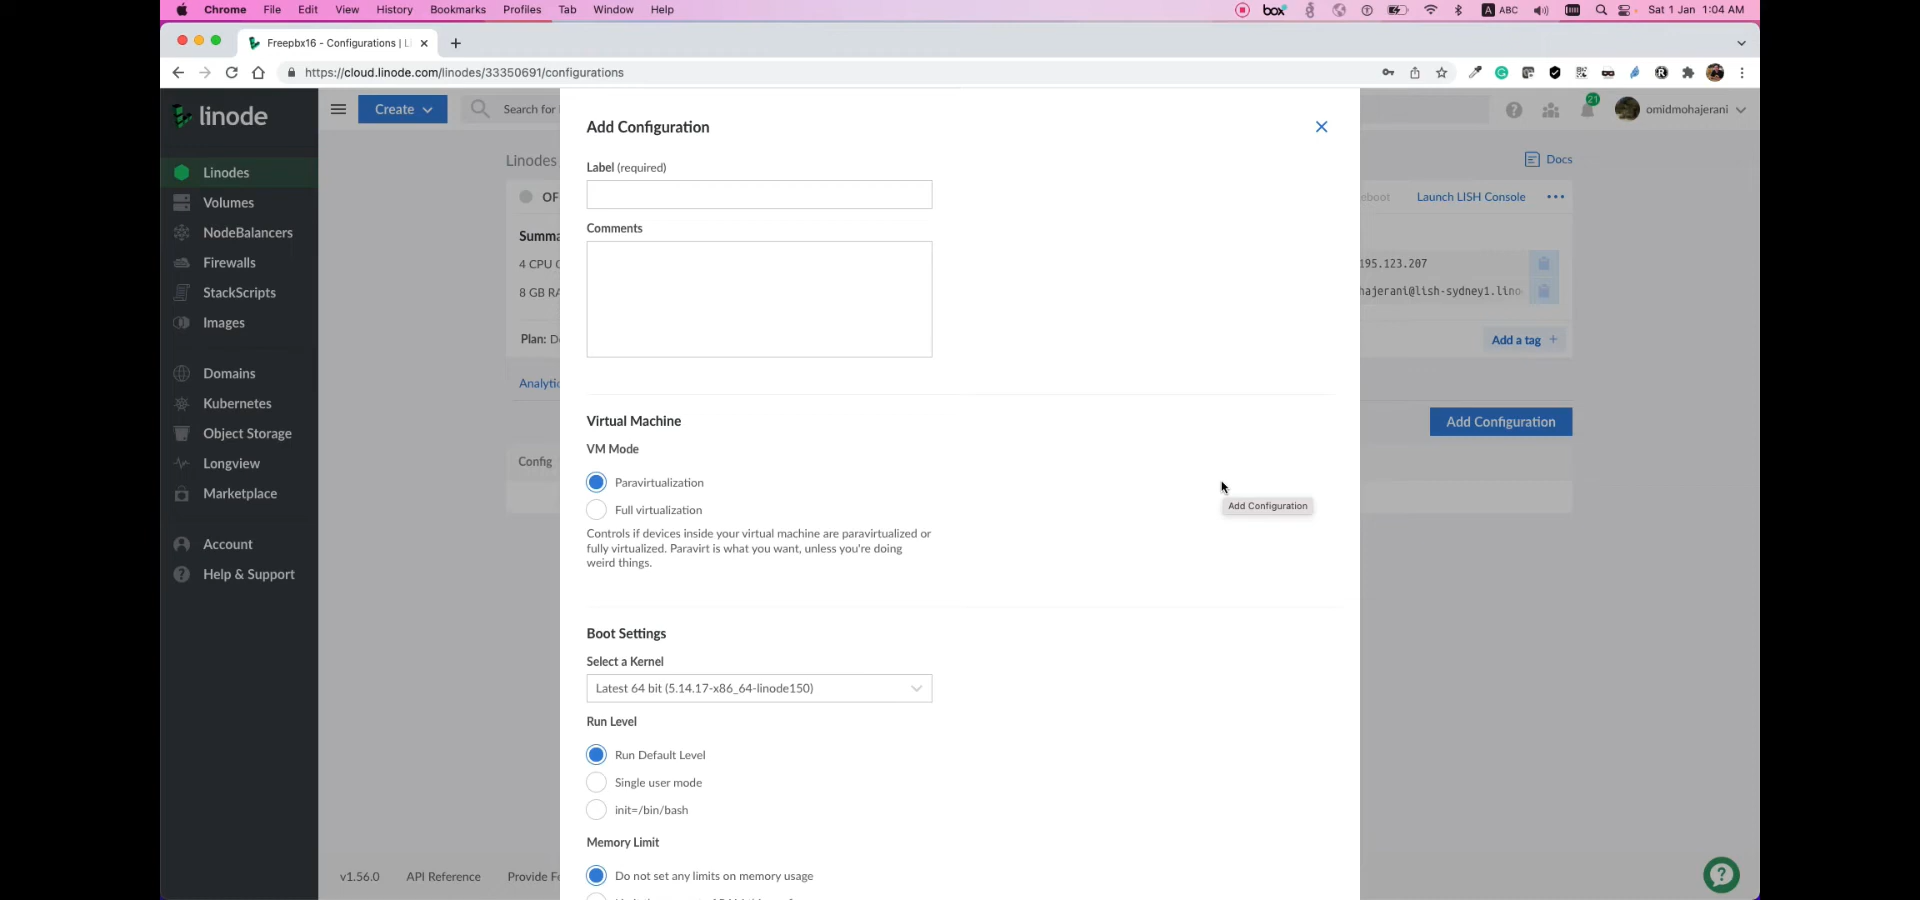 Chrome File Edit View History Bookmarks Profiles Tab Window Help
box ABC Sat 1 Jan 1:04 AM
Freepbx16 - Configurations |
https://cloud.linode.com/linodes/33350691/configurations
linode
Create
Search for
21
omidmohajerani
Linodes
Volumes
NodeBalancers
Firewalls
StackScripts
Images
Domains
Kubernetes
Object Storage
Longview
Marketplace
Account
Help & Support
Linodes
Docs
OF
eboot
Launch LISH Console
Summa
4 CPU C
195.123.207
8 GB RA
hajerani@lish-sydney1.lino
Plan: D
Add a tag +
Analytic
Add Configuration
Config
Add Configuration
Label (required)
Comments
Virtual Machine
VM Mode
Paravirtualization
Full virtualization
Controls if devices inside your virtual machine are paravirtualized or
fully virtualized. Paravirt is what you want, unless you're doing
weird things.
Add Configuration
Boot Settings
Select a Kernel
Latest 64 bit (5.14.17-x86_64-linode150)
Run Level
Run Default Level
Single user mode
init=/bin/bash
Memory Limit
Do not set any limits on memory usage
v1.56.0
API Reference
Provide F